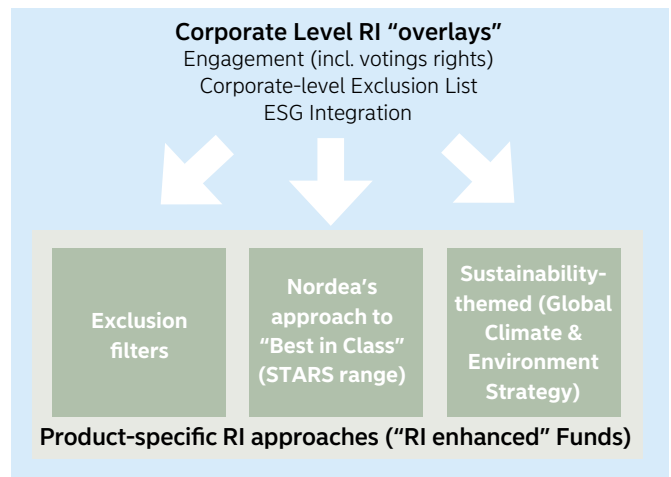 Corporate Level RI “overlays”
Engagement (incl. votings rights)
Corporate-level Exclusion List
ESG Integration
Exclusion
filters
Nordea’s
approach to
“Best in Class”
(STARS range)
Sustainability-
themed (Global
Climate &
Environment
Strategy)
Product-specific RI approaches (“RI enhanced” Funds)